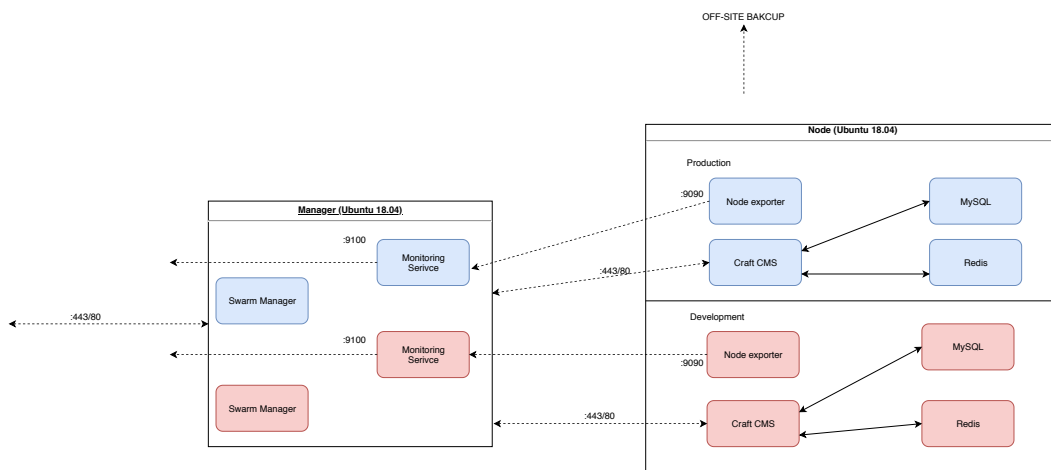 OFF-SITE BAKCUP
Node (Ubuntu 18.04)
Production
:9090
Node exporter
MySQL
Manager (Ubuntu 18.04)
:9100
Monitoring
Serivce
:443/80
Craft CMS
Redis
Swarm Manager
:443/80
Development
:9100
Monitoring
Serivce
:9090
Node exporter
MySQL
Swarm Manager
:443/80
Craft CMS
Redis